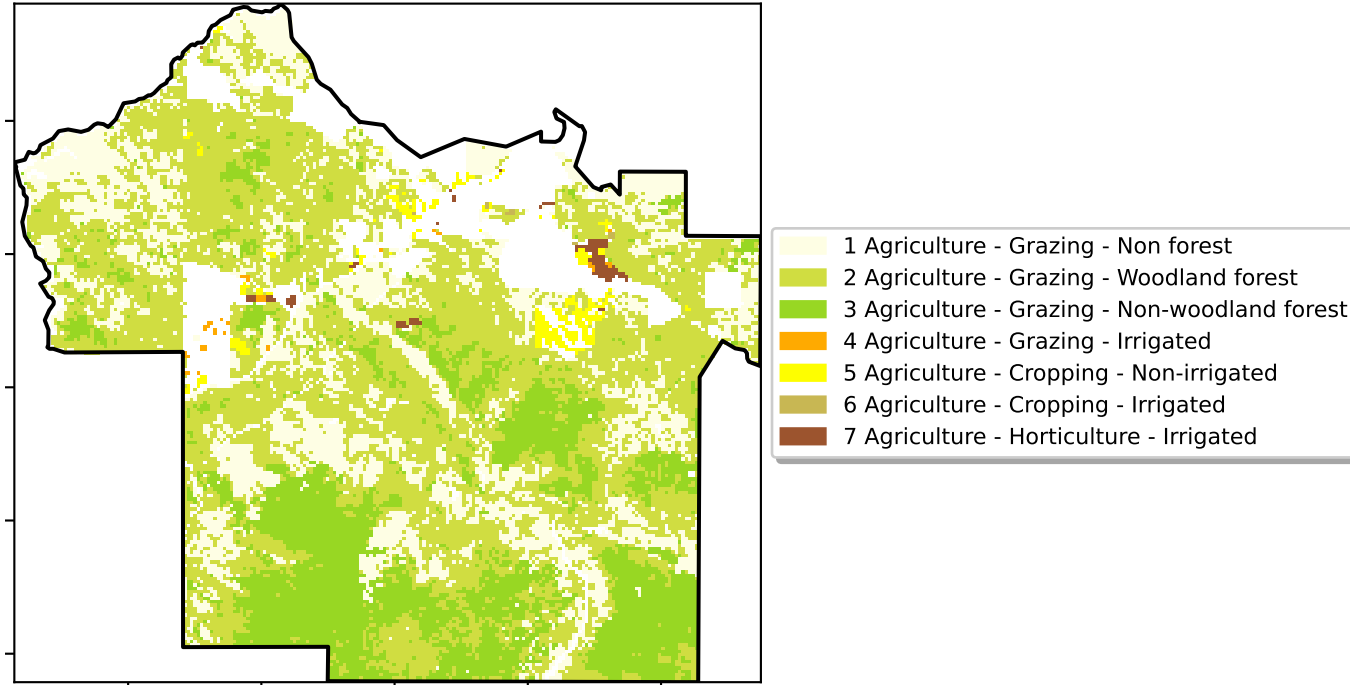 1 Agriculture - Grazing - Non forest
2 Agriculture - Grazing - Woodland forest
3 Agriculture - Grazing - Non-woodland forest
4 Agriculture - Grazing - Irrigated
5 Agriculture - Cropping - Non-irrigated
6 Agriculture - Cropping - Irrigated
7 Agriculture - Horticulture - Irrigated